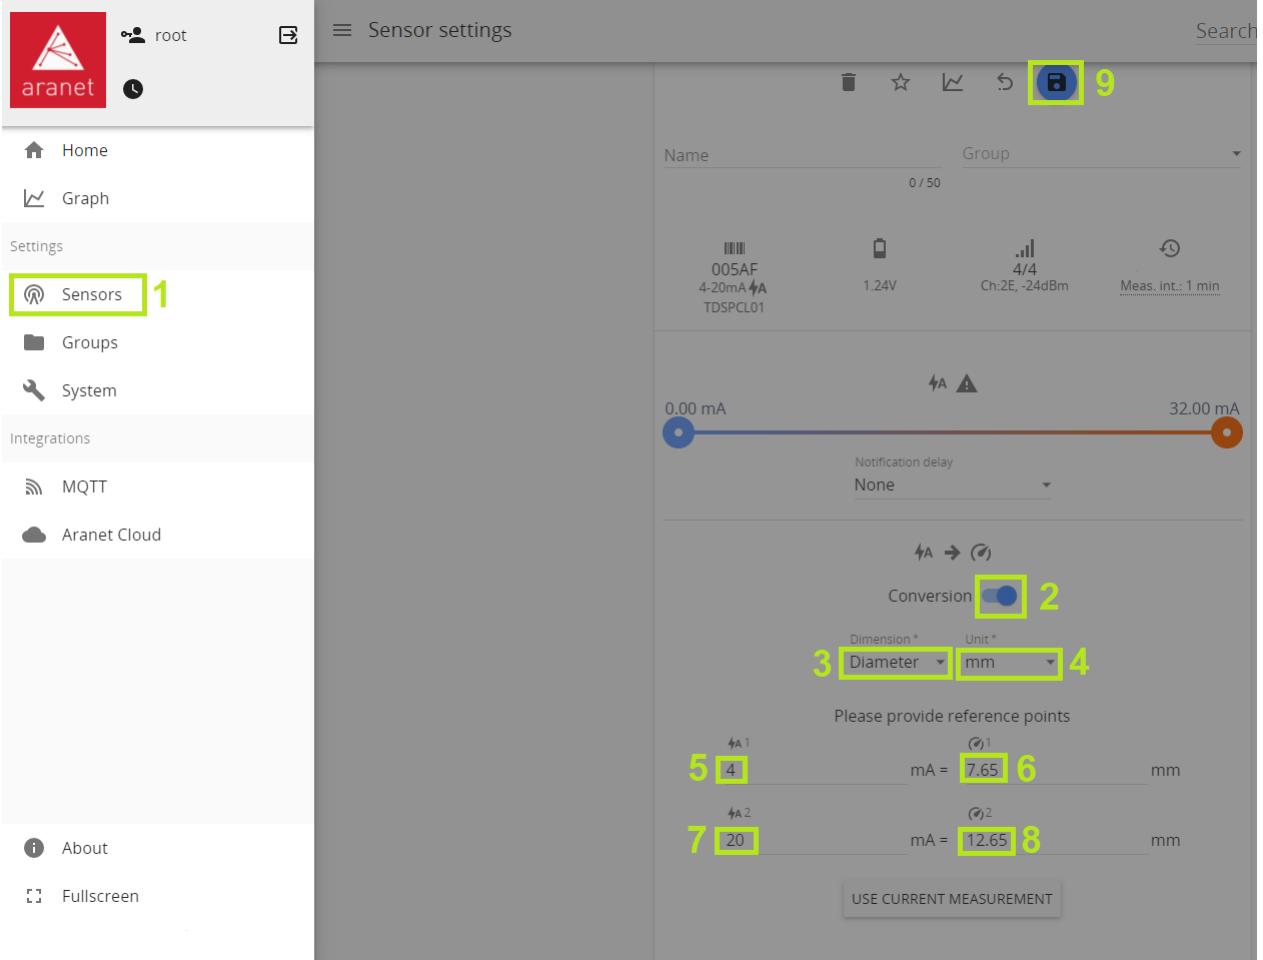 aranet
root
Home
Graph
Settings
Sensors 1
Groups
System
Integrations
MQTT
Aranet Cloud
About
Fullscreen
Sensor settings
Search
9
Name
Group
0 / 50
005AF
4-20mA A
TDSPCL01
1.24V
4/4
Ch:2E, -24dBm
Meas. int.: 1 min
A
0.00 mA 32.00 mA
Notification delay
None
A
Conversion 2
Dimension * Unit *
3 Diameter mm 4
Please provide reference points
A 1 1
5 4 mA = 7.65 6 mm
A 2 2
7 20 mA = 12.65 8 mm
USE CURRENT MEASUREMENT